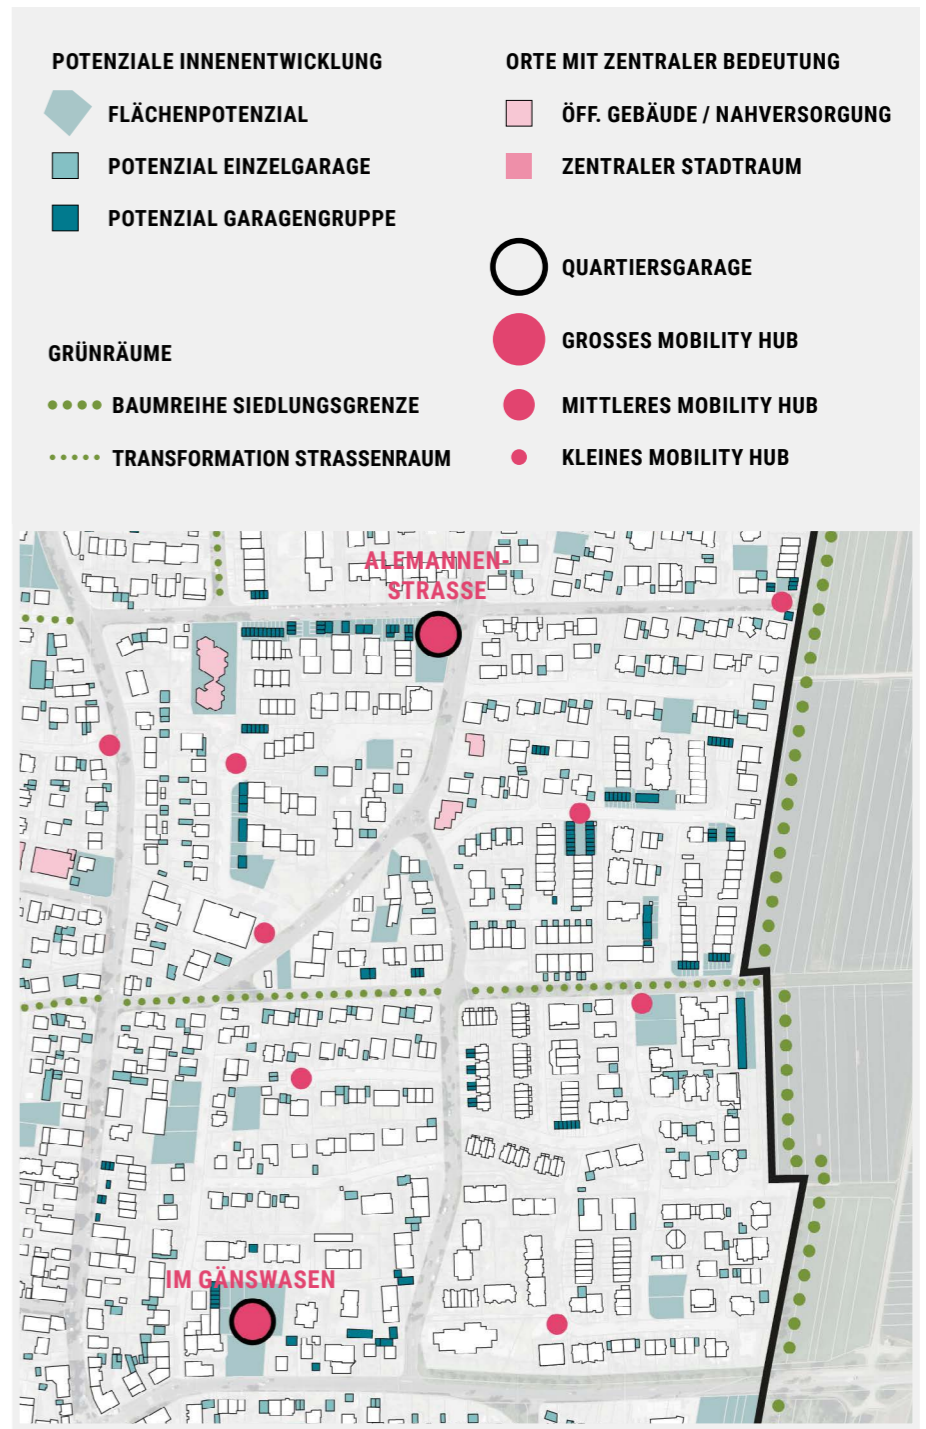 POTENZIALE INNENENTWICKLUNG
FLÄCHENPOTENZIAL
POTENZIAL EINZELGARAGE
POTENZIAL GARAGENGRUPPE
GRÜNRÄUME
BAUMREIHE SIEDLUNGSGRENZE
TRANSFORMATION STRASSENRAUM
ORTE MIT ZENTRALER BEDEUTUNG
ÖFF. GEBÄUDE / NAHVERSORGUNG
ZENTRALER STADTRAUM
QUARTIERSGARAGE
GROSSES MOBILITY HUB
MITTLERES MOBILITY HUB
KLEINES MOBILITY HUB
ALEMANNEN-
STRASSE
IM GÄNSWASEN